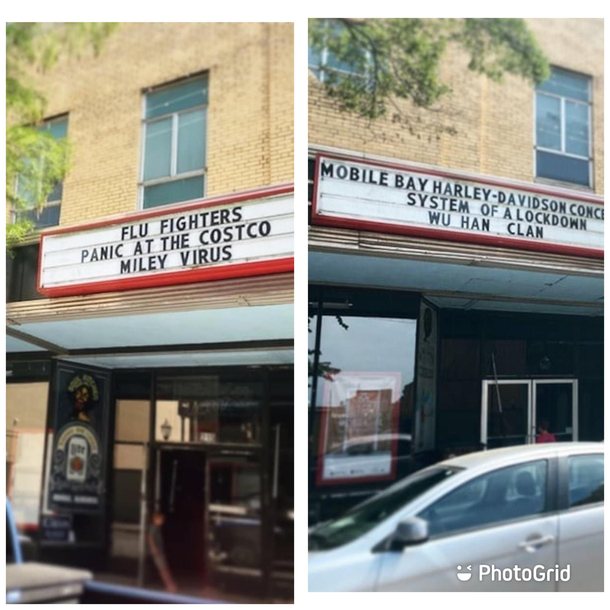 FLU FIGHTERS
PANIC AT THE COSTCO
MILEY VIRUS
MOBILE BAY HARLEY-DAVIDSON CONCE
SYSTEM OF A LOCKDOWN
WU HAN CLAN
Lite
PhotoGrid